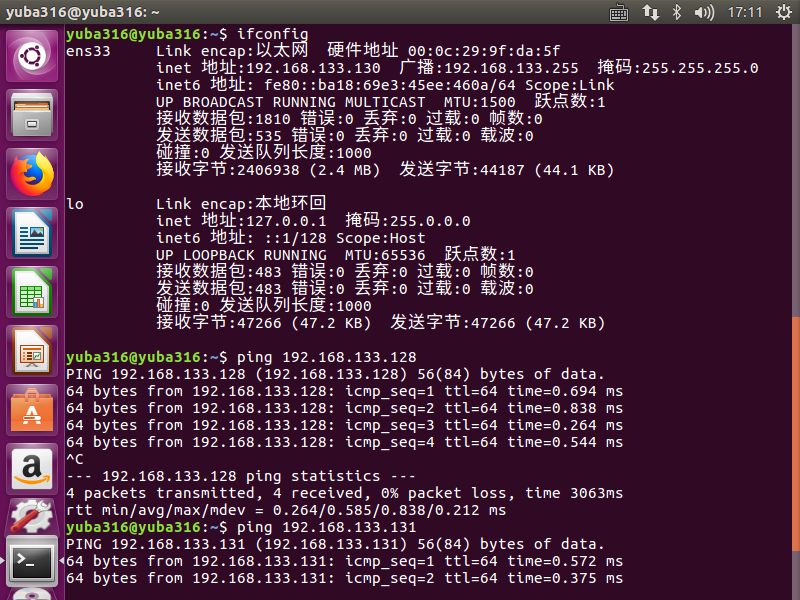 yuba316@yuba316: ~
17:11
yuba316@yuba316:~$ ifconfig
ens33     Link encap:以太网  硬件地址 00:0c:29:9f:da:5f
          inet 地址:192.168.133.130  广播:192.168.133.255  掩码:255.255.255.0
          inet6 地址: fe80::ba18:69e3:45ee:460a/64 Scope:Link
          UP BROADCAST RUNNING MULTICAST  MTU:1500  跃点数:1
          接收数据包:1810 错误:0 丢弃:0 过载:0 帧数:0
          发送数据包:535 错误:0 丢弃:0 过载:0 载波:0
          碰撞:0 发送队列长度:1000
          接收字节:2406938 (2.4 MB)  发送字节:44187 (44.1 KB)
lo        Link encap:本地环回
          inet 地址:127.0.0.1  掩码:255.0.0.0
          inet6 地址: ::1/128 Scope:Host
          UP LOOPBACK RUNNING  MTU:65536  跃点数:1
          接收数据包:483 错误:0 丢弃:0 过载:0 帧数:0
          发送数据包:483 错误:0 丢弃:0 过载:0 载波:0
          碰撞:0 发送队列长度:1000
          接收字节:47266 (47.2 KB)  发送字节:47266 (47.2 KB)
yuba316@yuba316:~$ ping 192.168.133.128
PING 192.168.133.128 (192.168.133.128) 56(84) bytes of data.
64 bytes from 192.168.133.128: icmp_seq=1 ttl=64 time=0.694 ms
64 bytes from 192.168.133.128: icmp_seq=2 ttl=64 time=0.838 ms
64 bytes from 192.168.133.128: icmp_seq=3 ttl=64 time=0.264 ms
64 bytes from 192.168.133.128: icmp_seq=4 ttl=64 time=0.544 ms
^C
--- 192.168.133.128 ping statistics ---
4 packets transmitted, 4 received, 0% packet loss, time 3063ms
rtt min/avg/max/mdev = 0.264/0.585/0.838/0.212 ms
yuba316@yuba316:~$ ping 192.168.133.131
PING 192.168.133.131 (192.168.133.131) 56(84) bytes of data.
64 bytes from 192.168.133.131: icmp_seq=1 ttl=64 time=0.572 ms
64 bytes from 192.168.133.131: icmp_seq=2 ttl=64 time=0.375 ms